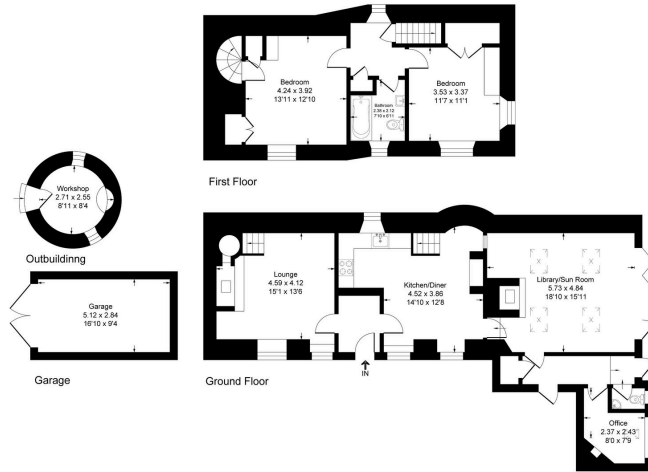 Bedroom
4.24 x 3.92
13'11 x 12'10
Bathroom
2.38 x 2.12
7'10 x 6'11
Bedroom
3.53 x 3.37
11'7 x 11'1
First Floor
Workshop
2.71 x 2.55
8'11 x 8'4
Outbuildinng
Garage
5.12 x 2.84
16'10 x 9'4
Garage
Lounge
4.59 x 4.12
15'1 x 13'6
Kitchen/Diner
4.52 x 3.86
14'10 x 12'8
Library/Sun Room
5.73 x 4.84
18'10 x 15'11
IN
Ground Floor
Office
2.37 x 2'43
8'0 x 7'9